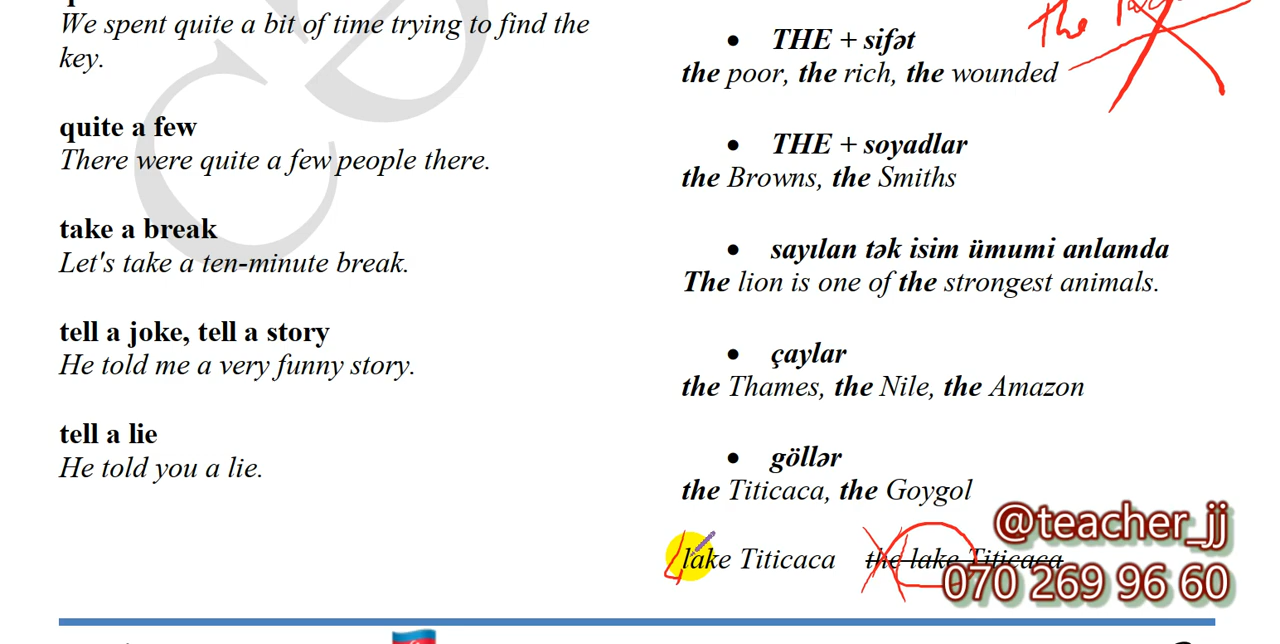 We spent quite a bit of time trying to find the
key.
quite a few
There were quite a few people there.
take a break
Let's take a ten-minute break.
tell a joke, tell a story
He told me a very funny story.
tell a lie
He told you a lie.
the
• THE + sifət
the poor, the rich, the wounded
• THE + soyadlar
the Browns, the Smiths
• sayılan tək isim ümumi anlamda
The lion is one of the strongest animals.
• çaylar
the Thames, the Nile, the Amazon
• göllər
the Titicaca, the Goygol
lake Titicaca the lake Titicaca
@teacher_jj
070 269 96 60